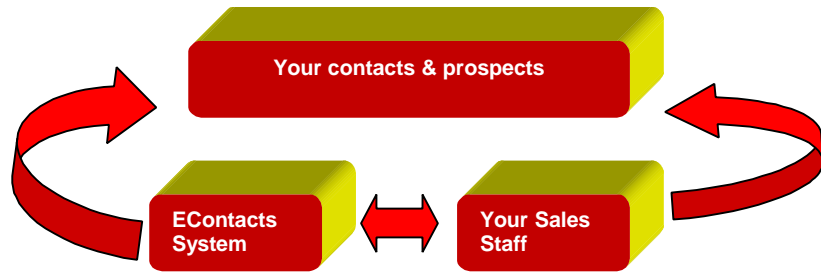 Your contacts & prospects
EContacts
System
Your Sales
Staff